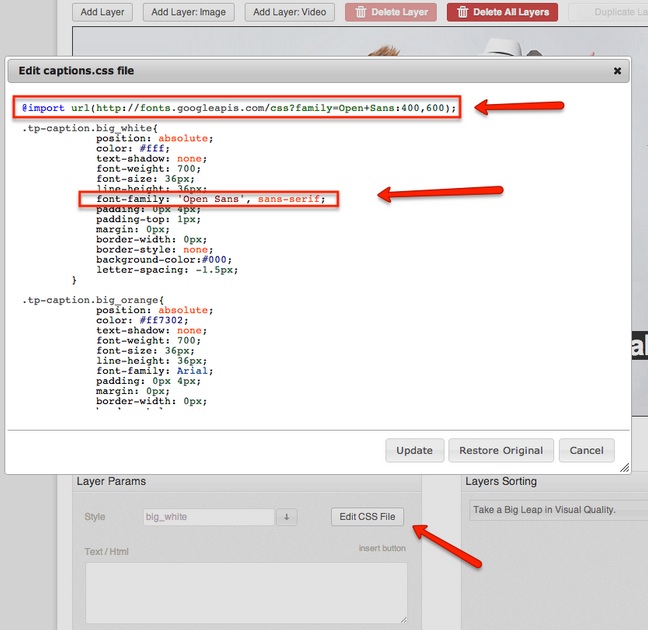 Add Layer
Add Layer: Image
Add Layer: Video
Delete Layer
Delete All Layers
Duplicate La
Edit captions.css file
@import url(http://fonts.googleapis.com/css?family=Open+Sans:400,600);
.tp-caption.big_white{
position: absolute;
color: #fff;
text-shadow: none;
font-weight: 700;
font-size: 36px;
line-height: 36px;
font-family: 'Open Sans', sans-serif;
padding: 0px 4px;
padding-top: 1px;
margin: 0px;
border-width: 0px;
border-style: none;
background-color:#000;
letter-spacing: -1.5px;
}
.tp-caption.big_orange{
position: absolute;
color: #ff7302;
text-shadow: none;
font-weight: 700;
font-size: 36px;
line-height: 36px;
font-family: Arial;
padding: 0px 4px;
margin: 0px;
border-width: 0px;
al
Update
Restore Original
Cancel
Layer Params
Layers Sorting
Style
big_white
Edit CSS File
Take a Big Leap in Visual Quality.
Text / Html
insert button